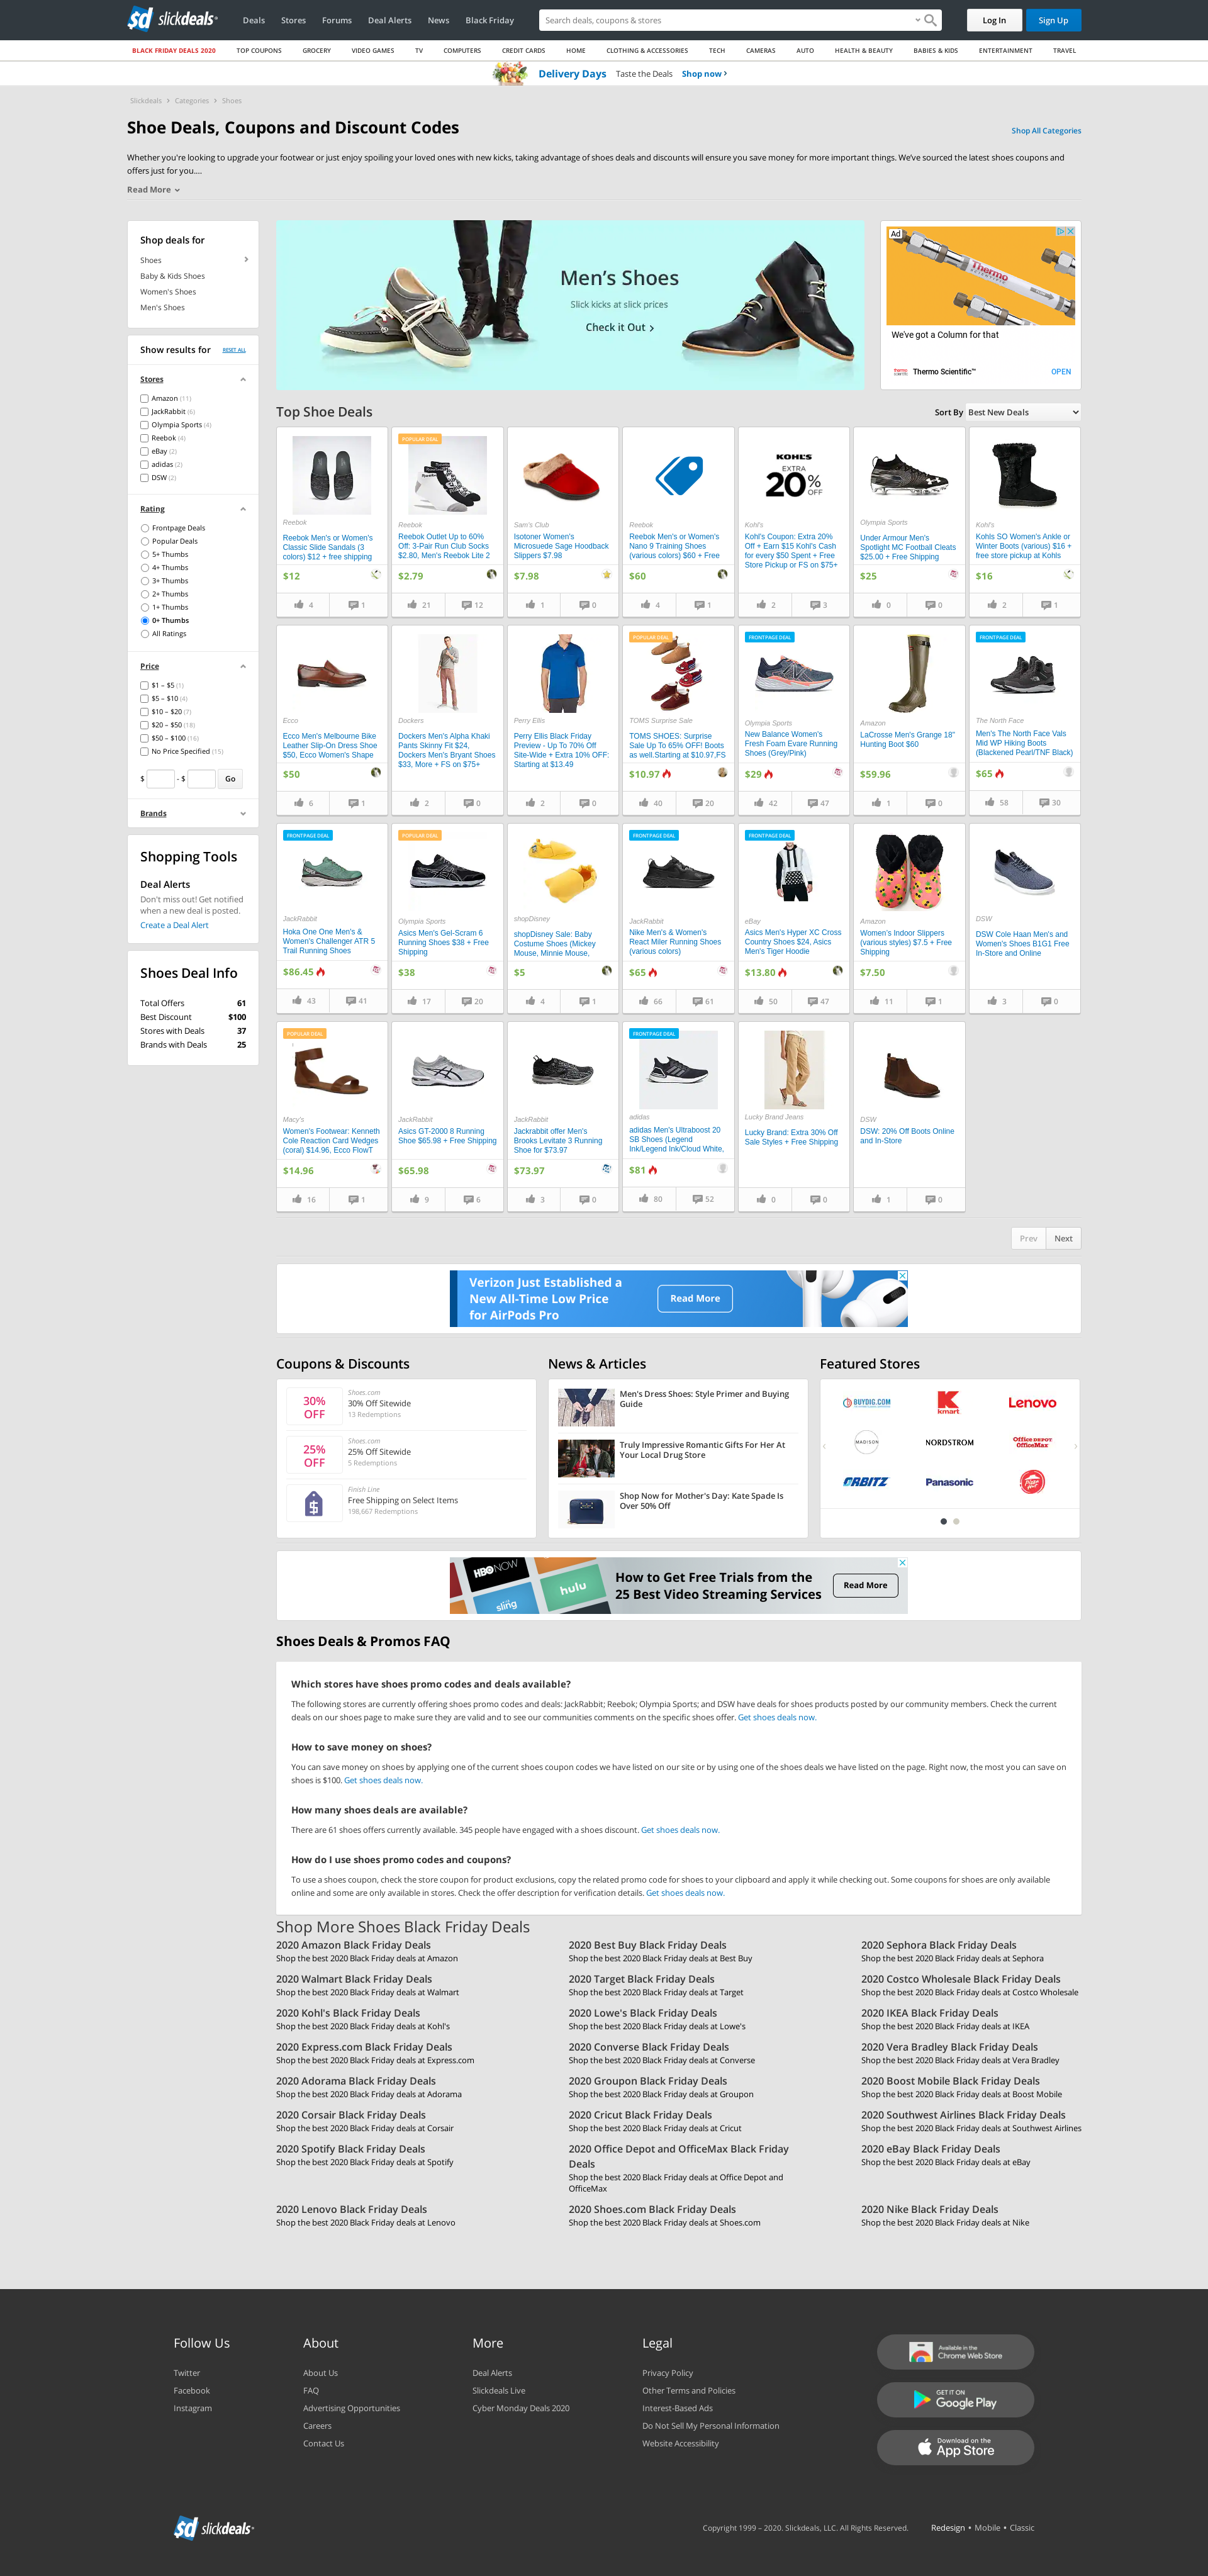 slickdeals
Deals
Stores
Forums
Deal Alerts
News
Black Friday
Search deals, coupons & stores
Log In
Sign Up
BLACK FRIDAY DEALS 2020
TOP COUPONS
GROCERY
VIDEO GAMES
TV
COMPUTERS
CREDIT CARDS
HOME
CLOTHING & ACCESSORIES
TECH
CAMERAS
AUTO
HEALTH & BEAUTY
BABIES & KIDS
ENTERTAINMENT
TRAVEL
Delivery Days Taste the Deals Shop now
Slickdeals > Categories > Shoes
Shoe Deals, Coupons and Discount Codes
Shop All Categories
Whether you're looking to upgrade your footwear or just enjoy spoiling your loved ones with new kicks, taking advantage of shoes deals and discounts will ensure you save money for more important things. We've sourced the latest shoes coupons and
offers just for you....
Read More
Shop deals for
Shoes
Baby & Kids Shoes
Women's Shoes
Men's Shoes
Show results for
RESET ALL
Stores
Amazon (11)
JackRabbit (6)
Olympia Sports (4)
Reebok (4)
eBay (2)
adidas (2)
DSW (2)
Rating
Frontpage Deals
Popular Deals
5+ Thumbs
4+ Thumbs
3+ Thumbs
2+ Thumbs
1+ Thumbs
0+ Thumbs
All Ratings
Price
$1 – $5 (1)
$5 – $10 (4)
$10 – $20 (7)
$20 – $50 (18)
$50 – $100 (16)
No Price Specified (15)
$ - $ Go
Brands
Shopping Tools
Deal Alerts
Don't miss out! Get notified
when a new deal is posted.
Create a Deal Alert
Shoes Deal Info
Total Offers 61
Best Discount $100
Stores with Deals 37
Brands with Deals 25
Men's Shoes
Slick kicks at slick prices
Check it Out >
Ad
Thermo
We've got a Column for that
Thermo Scientific™
OPEN
Top Shoe Deals
Sort By Best New Deals
Reebok
Reebok Men's or Women's
Classic Slide Sandals (3
colors) $12 + free shipping
$12
4
1
POPULAR DEAL
Reebok
Reebok Outlet Up to 60%
Off: 3-Pair Run Club Socks
$2.80, Men's Reebok Lite 2
$2.79
21
12
Sam's Club
Isotoner Women's
Microsuede Sage Hoodback
Slippers $7.98
$7.98
1
0
Reebok
Reebok Men's or Women's
Nano 9 Training Shoes
(various colors) $60 + Free
$60
4
1
KOHL'S
EXTRA
20% OFF
Kohl's
Kohl's Coupon: Extra 20%
Off + Earn $15 Kohl's Cash
for every $50 Spent + Free
Store Pickup or FS on $75+
2
3
Olympia Sports
Under Armour Men's
Spotlight MC Football Cleats
$25.00 + Free Shipping
$25
0
0
Kohl's
Kohls SO Women's Ankle or
Winter Boots (various) $16 +
free store pickup at Kohls
$16
2
1
Ecco
Ecco Men's Melbourne Bike
Leather Slip-On Dress Shoe
$50, Ecco Women's Shape
$50
6
1
Dockers
Dockers Men's Alpha Khaki
Pants Skinny Fit $24,
Dockers Men's Bryant Shoes
$33, More + FS on $75+
2
0
Perry Ellis
Perry Ellis Black Friday
Preview - Up To 70% Off
Site-Wide + Extra 10% OFF:
Starting at $13.49
2
0
POPULAR DEAL
TOMS Surprise Sale
TOMS SHOES: Surprise
Sale Up To 65% OFF! Boots
as well.Starting at $10.97,FS
$10.97
40
20
FRONTPAGE DEAL
Olympia Sports
New Balance Women's
Fresh Foam Evare Running
Shoes (Grey/Pink)
$29
42
47
Amazon
LaCrosse Men's Grange 18"
Hunting Boot $60
$59.96
1
0
FRONTPAGE DEAL
The North Face
Men's The North Face Vals
Mid WP Hiking Boots
(Blackened Pearl/TNF Black)
$65
58
30
FRONTPAGE DEAL
JackRabbit
Hoka One One Men's &
Women's Challenger ATR 5
Trail Running Shoes
$86.45
43
41
POPULAR DEAL
Olympia Sports
Asics Men's Gel-Scram 6
Running Shoes $38 + Free
Shipping
$38
17
20
shopDisney
shopDisney Sale: Baby
Costume Shoes (Mickey
Mouse, Minnie Mouse,
$5
4
1
FRONTPAGE DEAL
JackRabbit
Nike Men's & Women's
React Miler Running Shoes
(various colors)
$65
66
61
FRONTPAGE DEAL
eBay
Asics Men's Hyper XC Cross
Country Shoes $24, Asics
Men's Tiger Hoodie
$13.80
50
47
Amazon
Women's Indoor Slippers
(various styles) $7.5 + Free
Shipping
$7.50
11
1
DSW
DSW Cole Haan Men's and
Women's Shoes B1G1 Free
In-Store and Online
3
0
POPULAR DEAL
Macy's
Women's Footwear: Kenneth
Cole Reaction Card Wedges
(coral) $14.96, Ecco FlowT
$14.96
16
1
JackRabbit
Asics GT-2000 8 Running
Shoe $65.98 + Free Shipping
$65.98
9
6
JackRabbit
Jackrabbit offer Men's
Brooks Levitate 3 Running
Shoe for $73.97
$73.97
3
0
FRONTPAGE DEAL
adidas
adidas Men's Ultraboost 20
SB Shoes (Legend
Ink/Legend Ink/Cloud White,
$81
80
52
Lucky Brand Jeans
Lucky Brand: Extra 30% Off
Sale Styles + Free Shipping
0
0
DSW
DSW: 20% Off Boots Online
and In-Store
1
0
Prev Next
Verizon Just Established a
New All-Time Low Price
for AirPods Pro
Read More
Coupons & Discounts
30%
OFF
Shoes.com
30% Off Sitewide
13 Redemptions
25%
OFF
Shoes.com
25% Off Sitewide
5 Redemptions
Finish Line
Free Shipping on Select Items
198,667 Redemptions
News & Articles
Men's Dress Shoes: Style Primer and Buying
Guide
Truly Impressive Romantic Gifts For Her At
Your Local Drug Store
Shop Now for Mother's Day: Kate Spade Is
Over 50% Off
Featured Stores
BUYDIG.COM
kmart
Lenovo
MADISON
NORDSTROM
Office DEPOT
OfficeMax
ORBITZ
Panasonic
HBO NOW
hulu
sling
How to Get Free Trials from the
25 Best Video Streaming Services
Read More
Shoes Deals & Promos FAQ
Which stores have shoes promo codes and deals available?
The following stores are currently offering shoes promo codes and deals: JackRabbit; Reebok; Olympia Sports; and DSW have deals for shoes products posted by our community members. Check the current
deals on our shoes page to make sure they are valid and to see our communities comments on the specific shoes offer. Get shoes deals now.
How to save money on shoes?
You can save money on shoes by applying one of the current shoes coupon codes we have listed on our site or by using one of the shoes deals we have listed on the page. Right now, the most you can save on
shoes is $100. Get shoes deals now.
How many shoes deals are available?
There are 61 shoes offers currently available. 345 people have engaged with a shoes discount. Get shoes deals now.
How do I use shoes promo codes and coupons?
To use a shoes coupon, check the store coupon for product exclusions, copy the related promo code for shoes to your clipboard and apply it while checking out. Some coupons for shoes are only available
online and some are only available in stores. Check the offer description for verification details. Get shoes deals now.
Shop More Shoes Black Friday Deals
2020 Amazon Black Friday Deals
Shop the best 2020 Black Friday deals at Amazon
2020 Best Buy Black Friday Deals
Shop the best 2020 Black Friday deals at Best Buy
2020 Sephora Black Friday Deals
Shop the best 2020 Black Friday deals at Sephora
2020 Walmart Black Friday Deals
Shop the best 2020 Black Friday deals at Walmart
2020 Target Black Friday Deals
Shop the best 2020 Black Friday deals at Target
2020 Costco Wholesale Black Friday Deals
Shop the best 2020 Black Friday deals at Costco Wholesale
2020 Kohl's Black Friday Deals
Shop the best 2020 Black Friday deals at Kohl's
2020 Lowe's Black Friday Deals
Shop the best 2020 Black Friday deals at Lowe's
2020 IKEA Black Friday Deals
Shop the best 2020 Black Friday deals at IKEA
2020 Express.com Black Friday Deals
Shop the best 2020 Black Friday deals at Express.com
2020 Converse Black Friday Deals
Shop the best 2020 Black Friday deals at Converse
2020 Vera Bradley Black Friday Deals
Shop the best 2020 Black Friday deals at Vera Bradley
2020 Adorama Black Friday Deals
Shop the best 2020 Black Friday deals at Adorama
2020 Groupon Black Friday Deals
Shop the best 2020 Black Friday deals at Groupon
2020 Boost Mobile Black Friday Deals
Shop the best 2020 Black Friday deals at Boost Mobile
2020 Corsair Black Friday Deals
Shop the best 2020 Black Friday deals at Corsair
2020 Cricut Black Friday Deals
Shop the best 2020 Black Friday deals at Cricut
2020 Southwest Airlines Black Friday Deals
Shop the best 2020 Black Friday deals at Southwest Airlines
2020 Spotify Black Friday Deals
Shop the best 2020 Black Friday deals at Spotify
2020 Office Depot and OfficeMax Black Friday
Deals
Shop the best 2020 Black Friday deals at Office Depot and
OfficeMax
2020 eBay Black Friday Deals
Shop the best 2020 Black Friday deals at eBay
2020 Lenovo Black Friday Deals
Shop the best 2020 Black Friday deals at Lenovo
2020 Shoes.com Black Friday Deals
Shop the best 2020 Black Friday deals at Shoes.com
2020 Nike Black Friday Deals
Shop the best 2020 Black Friday deals at Nike
Follow Us
Twitter
Facebook
Instagram
About
About Us
FAQ
Advertising Opportunities
Careers
Contact Us
More
Deal Alerts
Slickdeals Live
Cyber Monday Deals 2020
Legal
Privacy Policy
Other Terms and Policies
Interest-Based Ads
Do Not Sell My Personal Information
Website Accessibility
Available in the
Chrome Web Store
GET IT ON
Google Play
Download on the
App Store
slickdeals
Copyright 1999 – 2020. Slickdeals, LLC. All Rights Reserved.
Redesign • Mobile • Classic